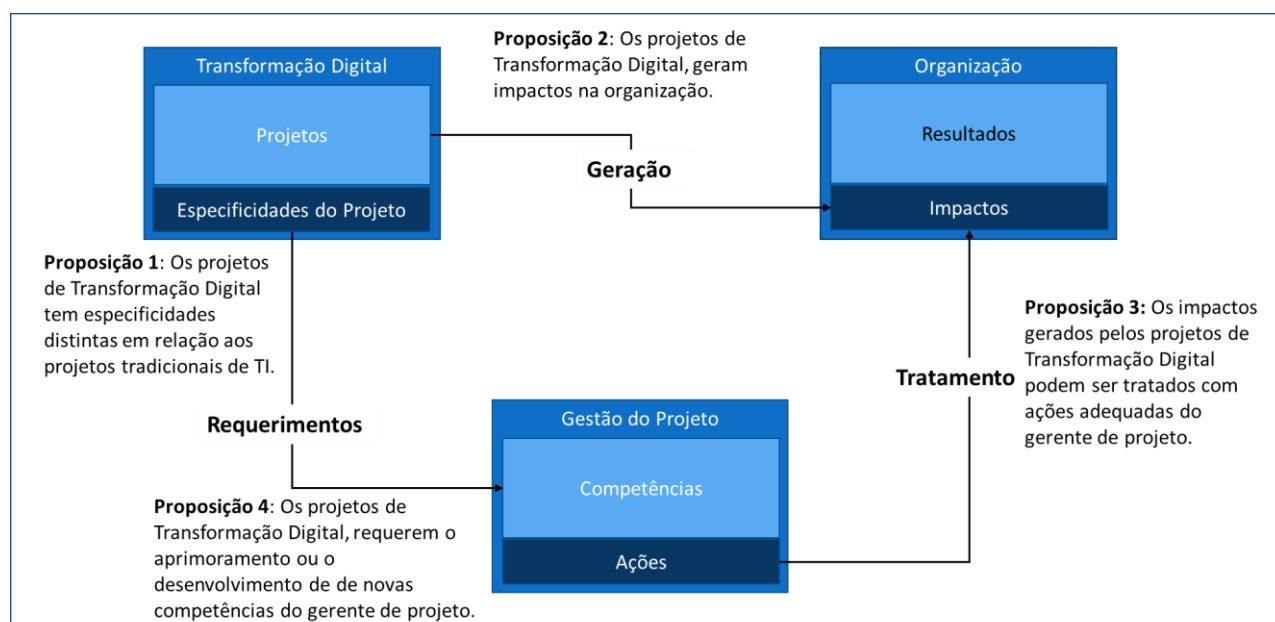 Proposição 2: Os projetos de
Transformação Digital, geram
impactos na organização.
Transformação Digital
Projetos
Especificidades do Projeto
Geração
Organização
Resultados
Impactos
Proposição 1: Os projetos
de Transformação Digital
tem especificidades
distintas em relação aos
projetos tradicionais de TI.
Requerimentos
Proposição 3: Os impactos
gerados pelos projetos de
Transformação Digital
podem ser tratados com
ações adequadas do
gerente de projeto.
Tratamento
Gestão do Projeto
Competências
Ações
Proposição 4: Os projetos de
Transformação Digital, requerem o
aprimoramento ou o
desenvolvimento de de novas
competências do gerente de projeto.